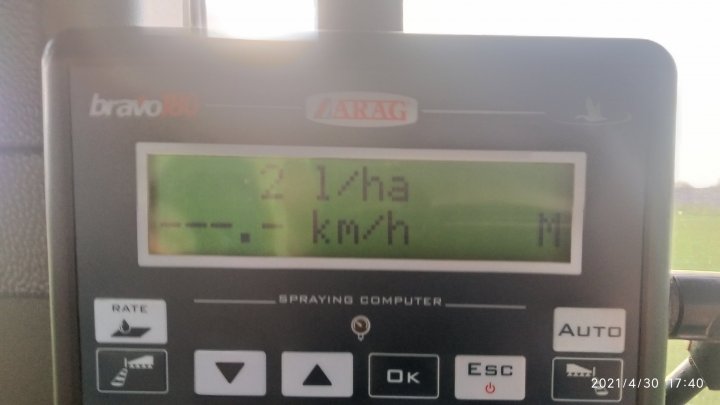 bravo180
ARAG
2 l/ha
---.- km/h M
SPRAYING COMPUTER
RATE
AUTO
OK
ESC
2021/4/30 17:40